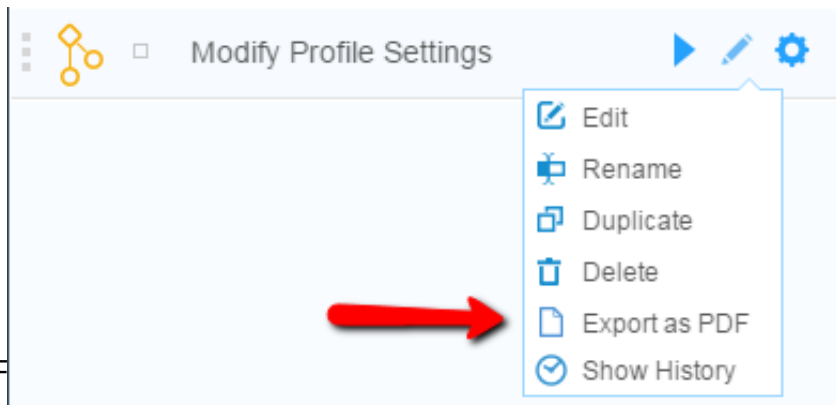 Modify Profile Settings
Edit
Rename
Duplicate
Delete
Export as PDF
Show History